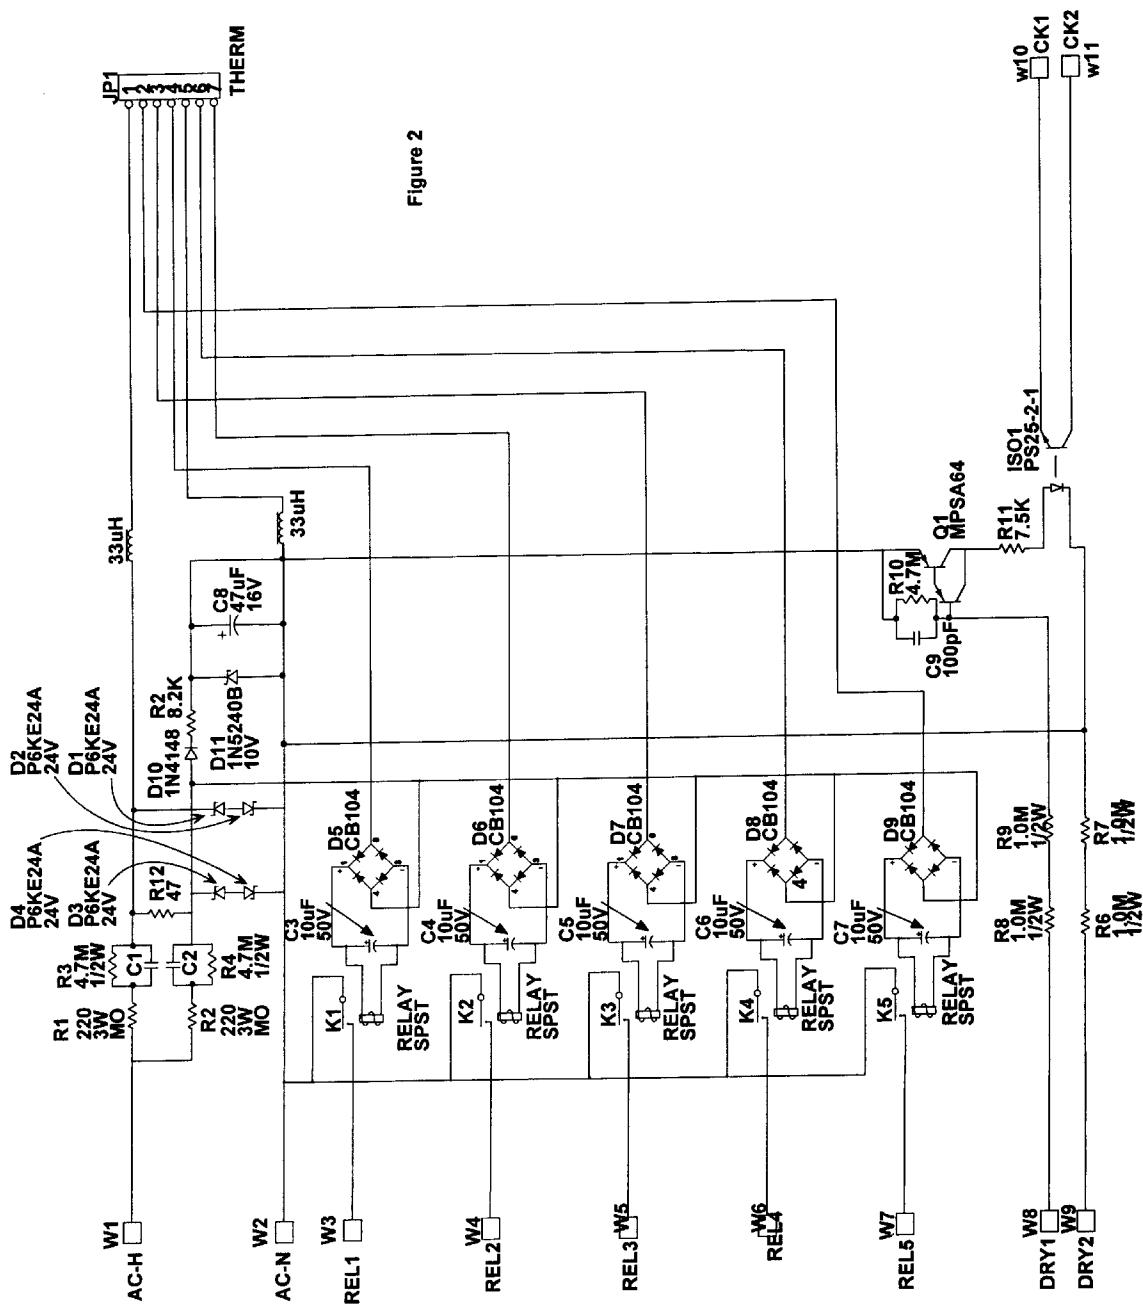 JP1
1
2
3
4
5
6
7
THERM
Figure 2
w10
CK1
CK2
w11
33uH
33uH
C8
47uF
16V
+
R2
8.2K
D10
1N4148
D11
1N5240B
10V
D2
P6KE24A
24V
D1
P6KE24A
24V
D4
P6KE24A
24V
D3
P6KE24A
24V
R12
47
R3
4.7M
1/2W
C1
C2
R4
4.7M
1/2W
R1
220
3W
MO
R2
220
3W
MO
W1
AC-H
W2
AC-N
D5
CB104
C3
10uF
50V
K1
RELAY
SPST
W3
REL1
D6
CB104
C4
10uF
50V
K2
RELAY
SPST
W4
REL2
D7
CB104
C5
10uF
50V
K3
RELAY
SPST
W5
REL3
D8
CB104
4
C6
10uF
50V
K4
RELAY
SPST
W6
REL4
D9
CB104
C7
10uF
50V
K5
RELAY
SPST
W7
REL5
Q1
MPSA64
R10
4.7M
C9
100pF
R11
7.5K
ISO1
PS25-2-1
R9
1.0M
1/2W
R7
1.0M
1/2W
R8
1.0M
1/2W
R6
1.0M
1/2W
W8
DRY1
W9
DRY2